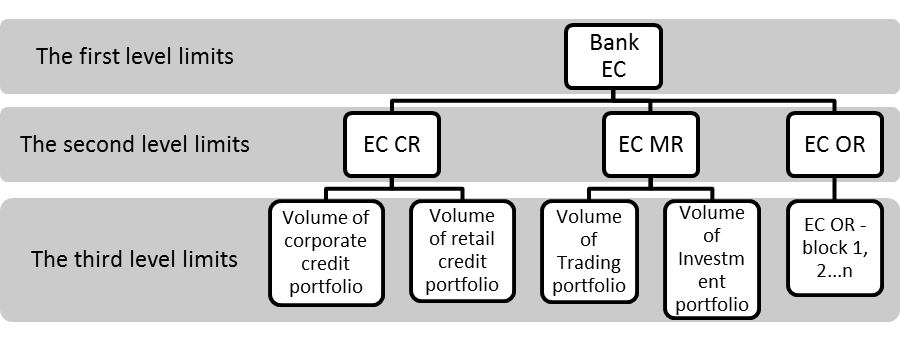 The first level limits
Bank
EC
The second level limits
EC CR
EC MR
EC OR
The third level limits
Volume of
corporate
credit
portfolio
Volume
of retail
credit
portfolio
Volume
of
Trading
portfolio
Volume
of
Investm
ent
portfolio
EC OR -
block 1,
2...n